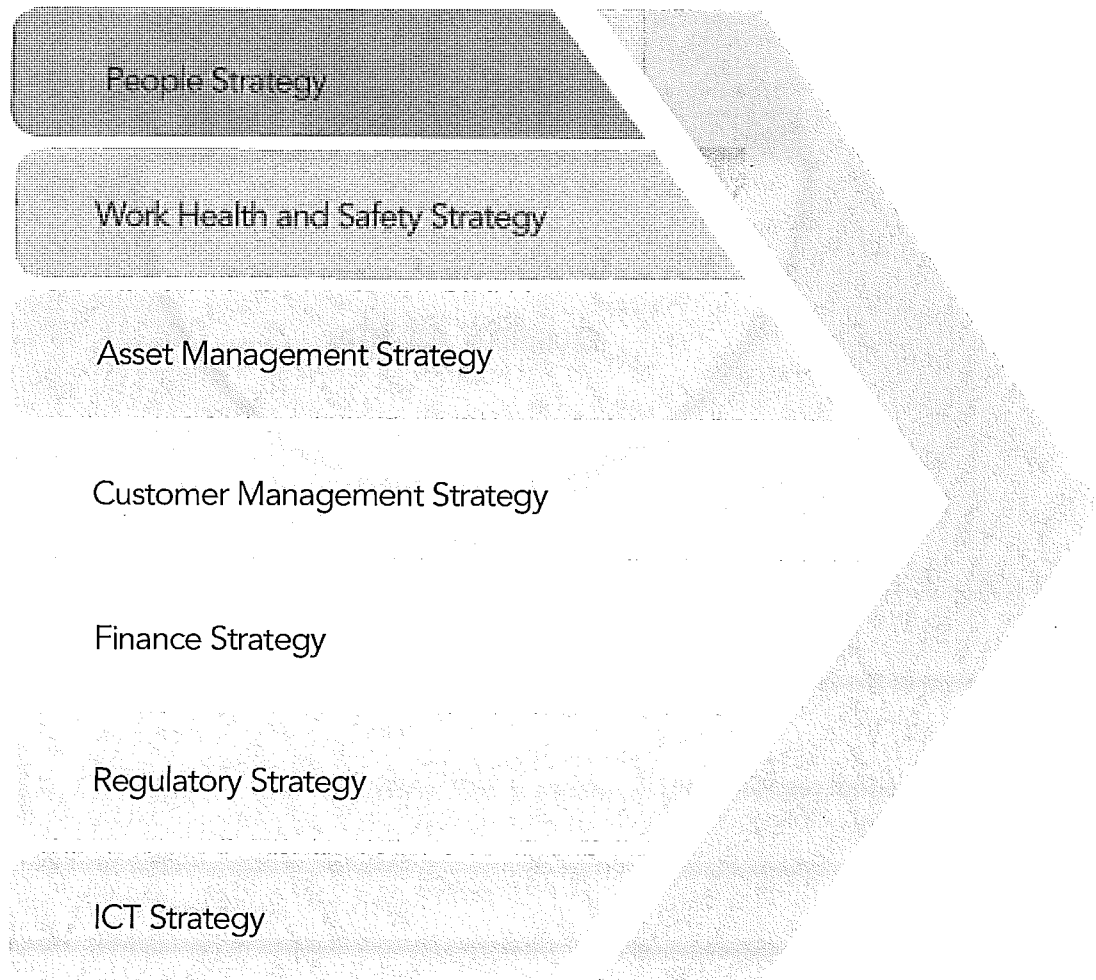 People Strategy
Work Health and Safety Strategy
Asset Management Strategy
Customer Management Strategy
Finance Strategy
Regulatory Strategy
ICT Strategy